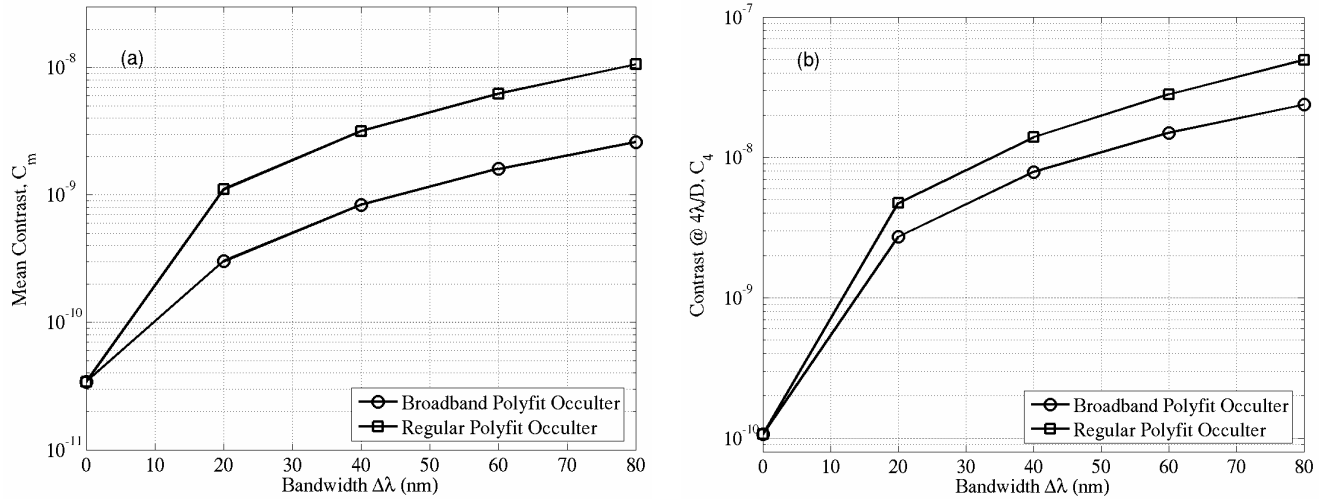 (a)
Mean Contrast, C_m
10^-8
10^-9
10^-10
10^-11
0 10 20 30 40 50 60 70 80
Bandwidth Δλ (nm)
Broadband Polyfit Occulter
Regular Polyfit Occulter
(b)
Contrast @ 4λ/D, C_4
10^-7
10^-8
10^-9
10^-10
0 10 20 30 40 50 60 70 80
Bandwidth Δλ (nm)
Broadband Polyfit Occulter
Regular Polyfit Occulter